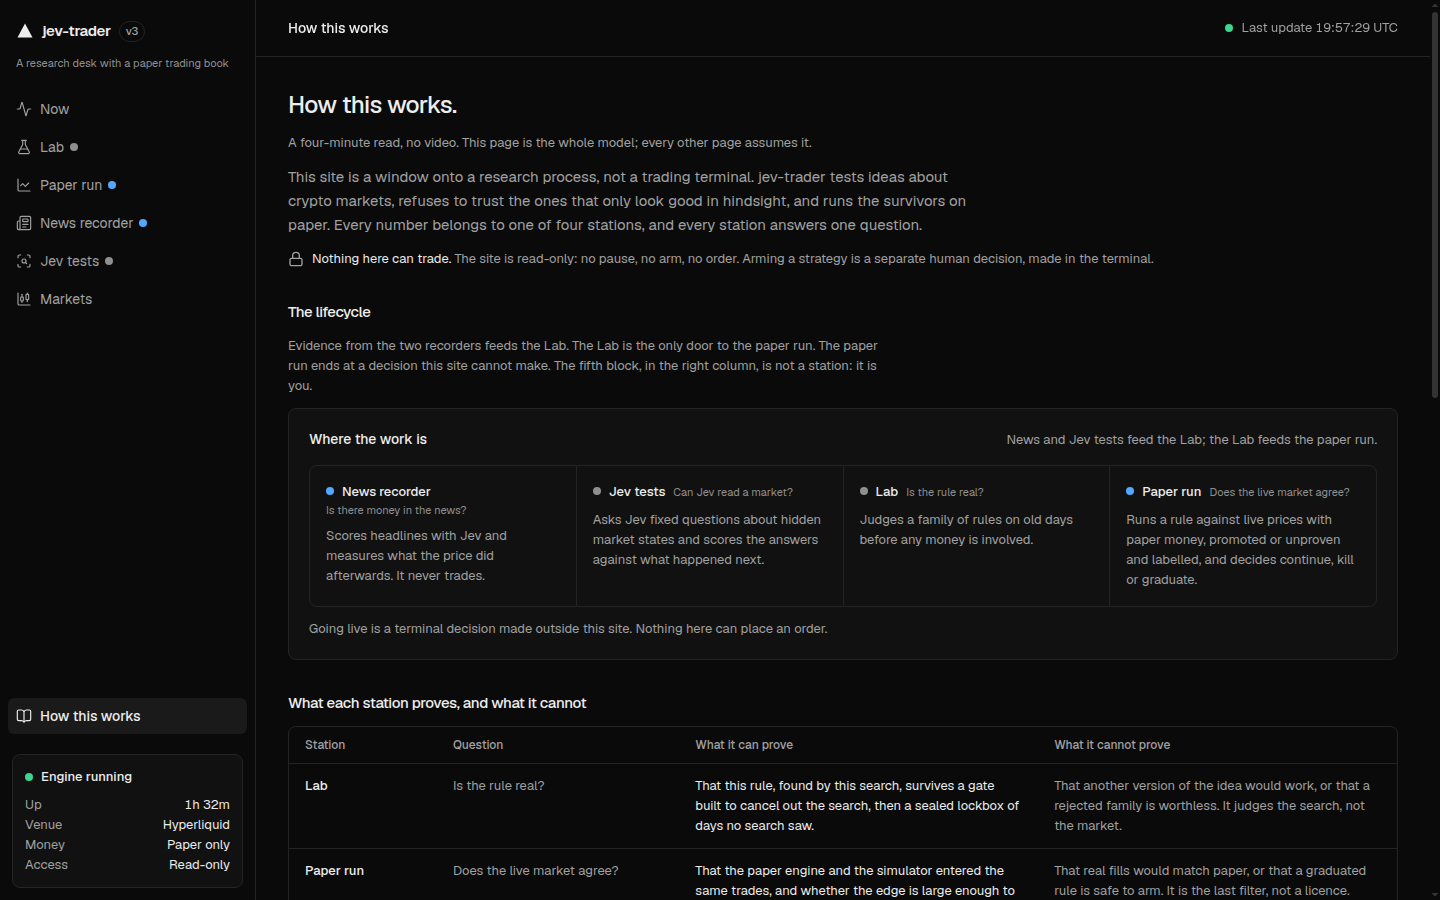 jev-trader v3
A research desk with a paper trading book
Now
Lab
Paper run
News recorder
Jev tests
Markets
How this works
Engine running
Up 1h 32m
Venue Hyperliquid
Money Paper only
Access Read-only
How this works
Last update 19:57:29 UTC
How this works.
A four-minute read, no video. This page is the whole model; every other page assumes it.
This site is a window onto a research process, not a trading terminal. jev-trader tests ideas about
crypto markets, refuses to trust the ones that only look good in hindsight, and runs the survivors on
paper. Every number belongs to one of four stations, and every station answers one question.
Nothing here can trade. The site is read-only: no pause, no arm, no order. Arming a strategy is a separate human decision, made in the terminal.
The lifecycle
Evidence from the two recorders feeds the Lab. The Lab is the only door to the paper run. The paper
run ends at a decision this site cannot make. The fifth block, in the right column, is not a station: it is
you.
Where the work is
News and Jev tests feed the Lab; the Lab feeds the paper run.
News recorder
Is there money in the news?
Scores headlines with Jev and
measures what the price did
afterwards. It never trades.
Jev tests Can Jev read a market?
Asks Jev fixed questions about hidden
market states and scores the answers
against what happened next.
Lab Is the rule real?
Judges a family of rules on old days
before any money is involved.
Paper run Does the live market agree?
Runs a rule against live prices with
paper money, promoted or unproven
and labelled, and decides continue, kill
or graduate.
Going live is a terminal decision made outside this site. Nothing here can place an order.
What each station proves, and what it cannot
Station Question What it can prove What it cannot prove
Lab
Is the rule real?
That this rule, found by this search, survives a gate
built to cancel out the search, then a sealed lockbox of
days no search saw.
That another version of the idea would work, or that a
rejected family is worthless. It judges the search, not
the market.
Paper run
Does the live market agree?
That the paper engine and the simulator entered the
same trades, and whether the edge is large enough to
That real fills would match paper, or that a graduated
rule is safe to arm. It is the last filter, not a licence.